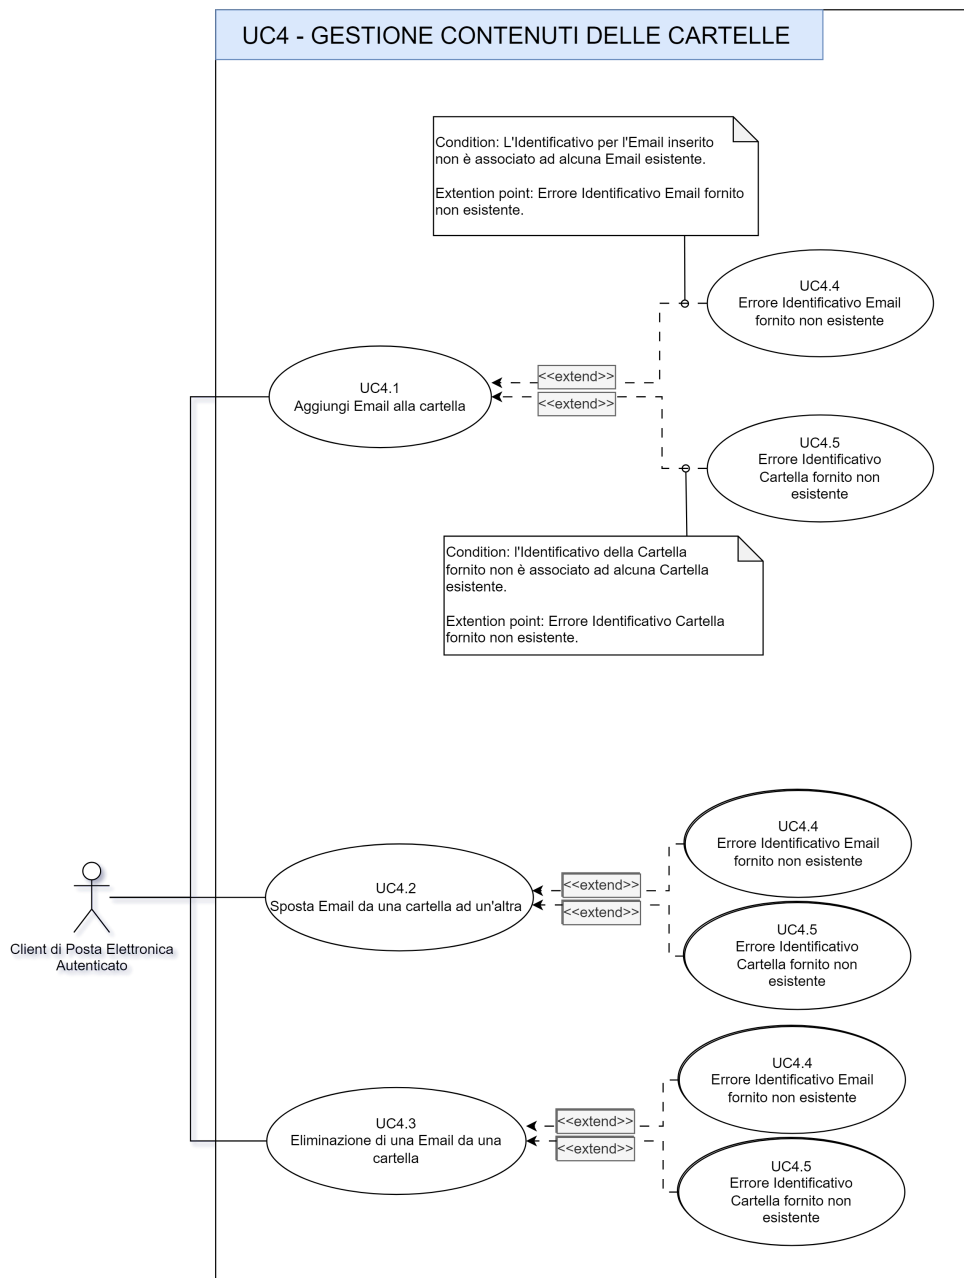 UC4 - GESTIONE CONTENUTI DELLE CARTELLE
Condition: L'Identificativo per l'Email inserito
non è associato ad alcuna Email esistente.
Extention point: Errore Identificativo Email fornito
non esistente.
UC4.4
Errore Identificativo Email
fornito non esistente
<<extend>>
UC4.1
Aggiungi Email alla cartella
<<extend>>
UC4.5
Errore Identificativo
Cartella fornito non
esistente
Condition: l'Identificativo della Cartella
fornito non è associato ad alcuna Cartella
esistente.
Extention point: Errore Identificativo Cartella
fornito non esistente.
UC4.4
Errore Identificativo Email
fornito non esistente
<<extend>>
UC4.2
Sposta Email da una cartella ad un'altra
<<extend>>
UC4.5
Errore Identificativo
Cartella fornito non
esistente
Client di Posta Elettronica
Autenticato
UC4.4
Errore Identificativo Email
fornito non esistente
<<extend>>
UC4.3
Eliminazione di una Email da una
cartella
<<extend>>
UC4.5
Errore Identificativo
Cartella fornito non
esistente